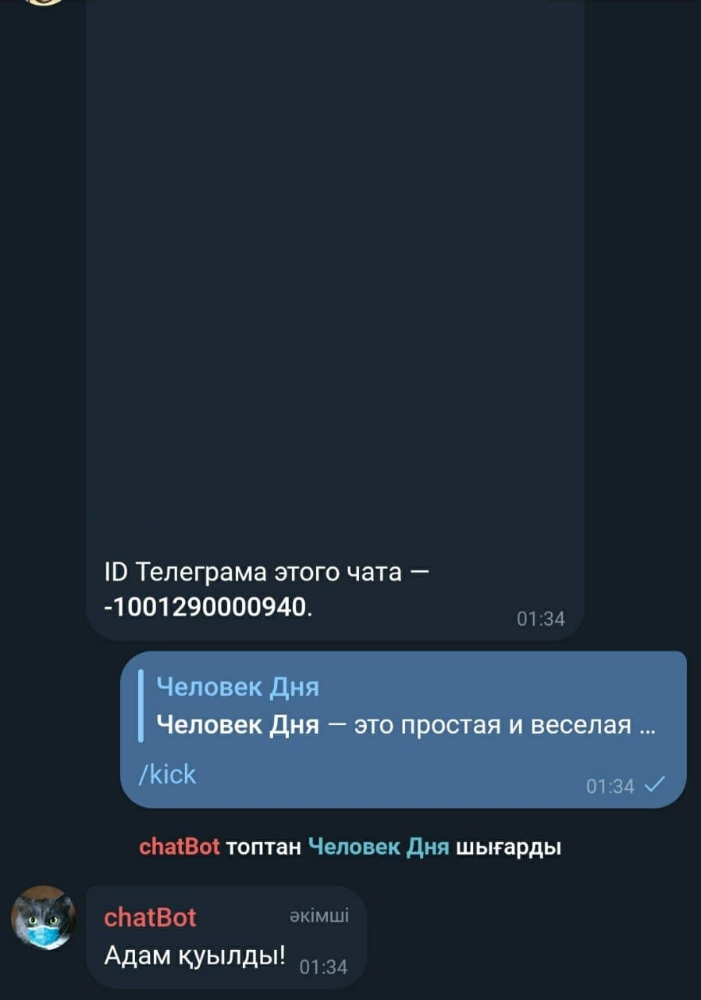 ID Телеграма этого чата —
-1001290000940.
01:34
Человек Дня
Человек Дня — это простая и веселая ...
/kick
01:34
chatBot топтан Человек Дня шығарды
chatBot әкімші
Адам қуылды!
01:34